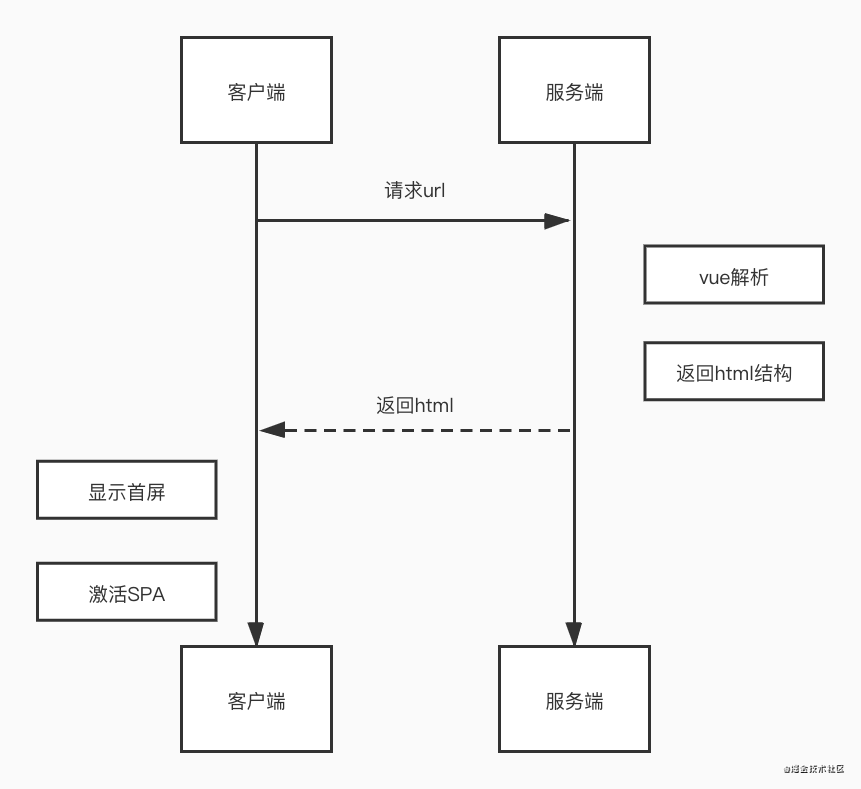 客户端
服务端
请求url
vue解析
返回html结构
返回html
显示首屏
激活SPA
客户端
服务端
@掘金技术社区